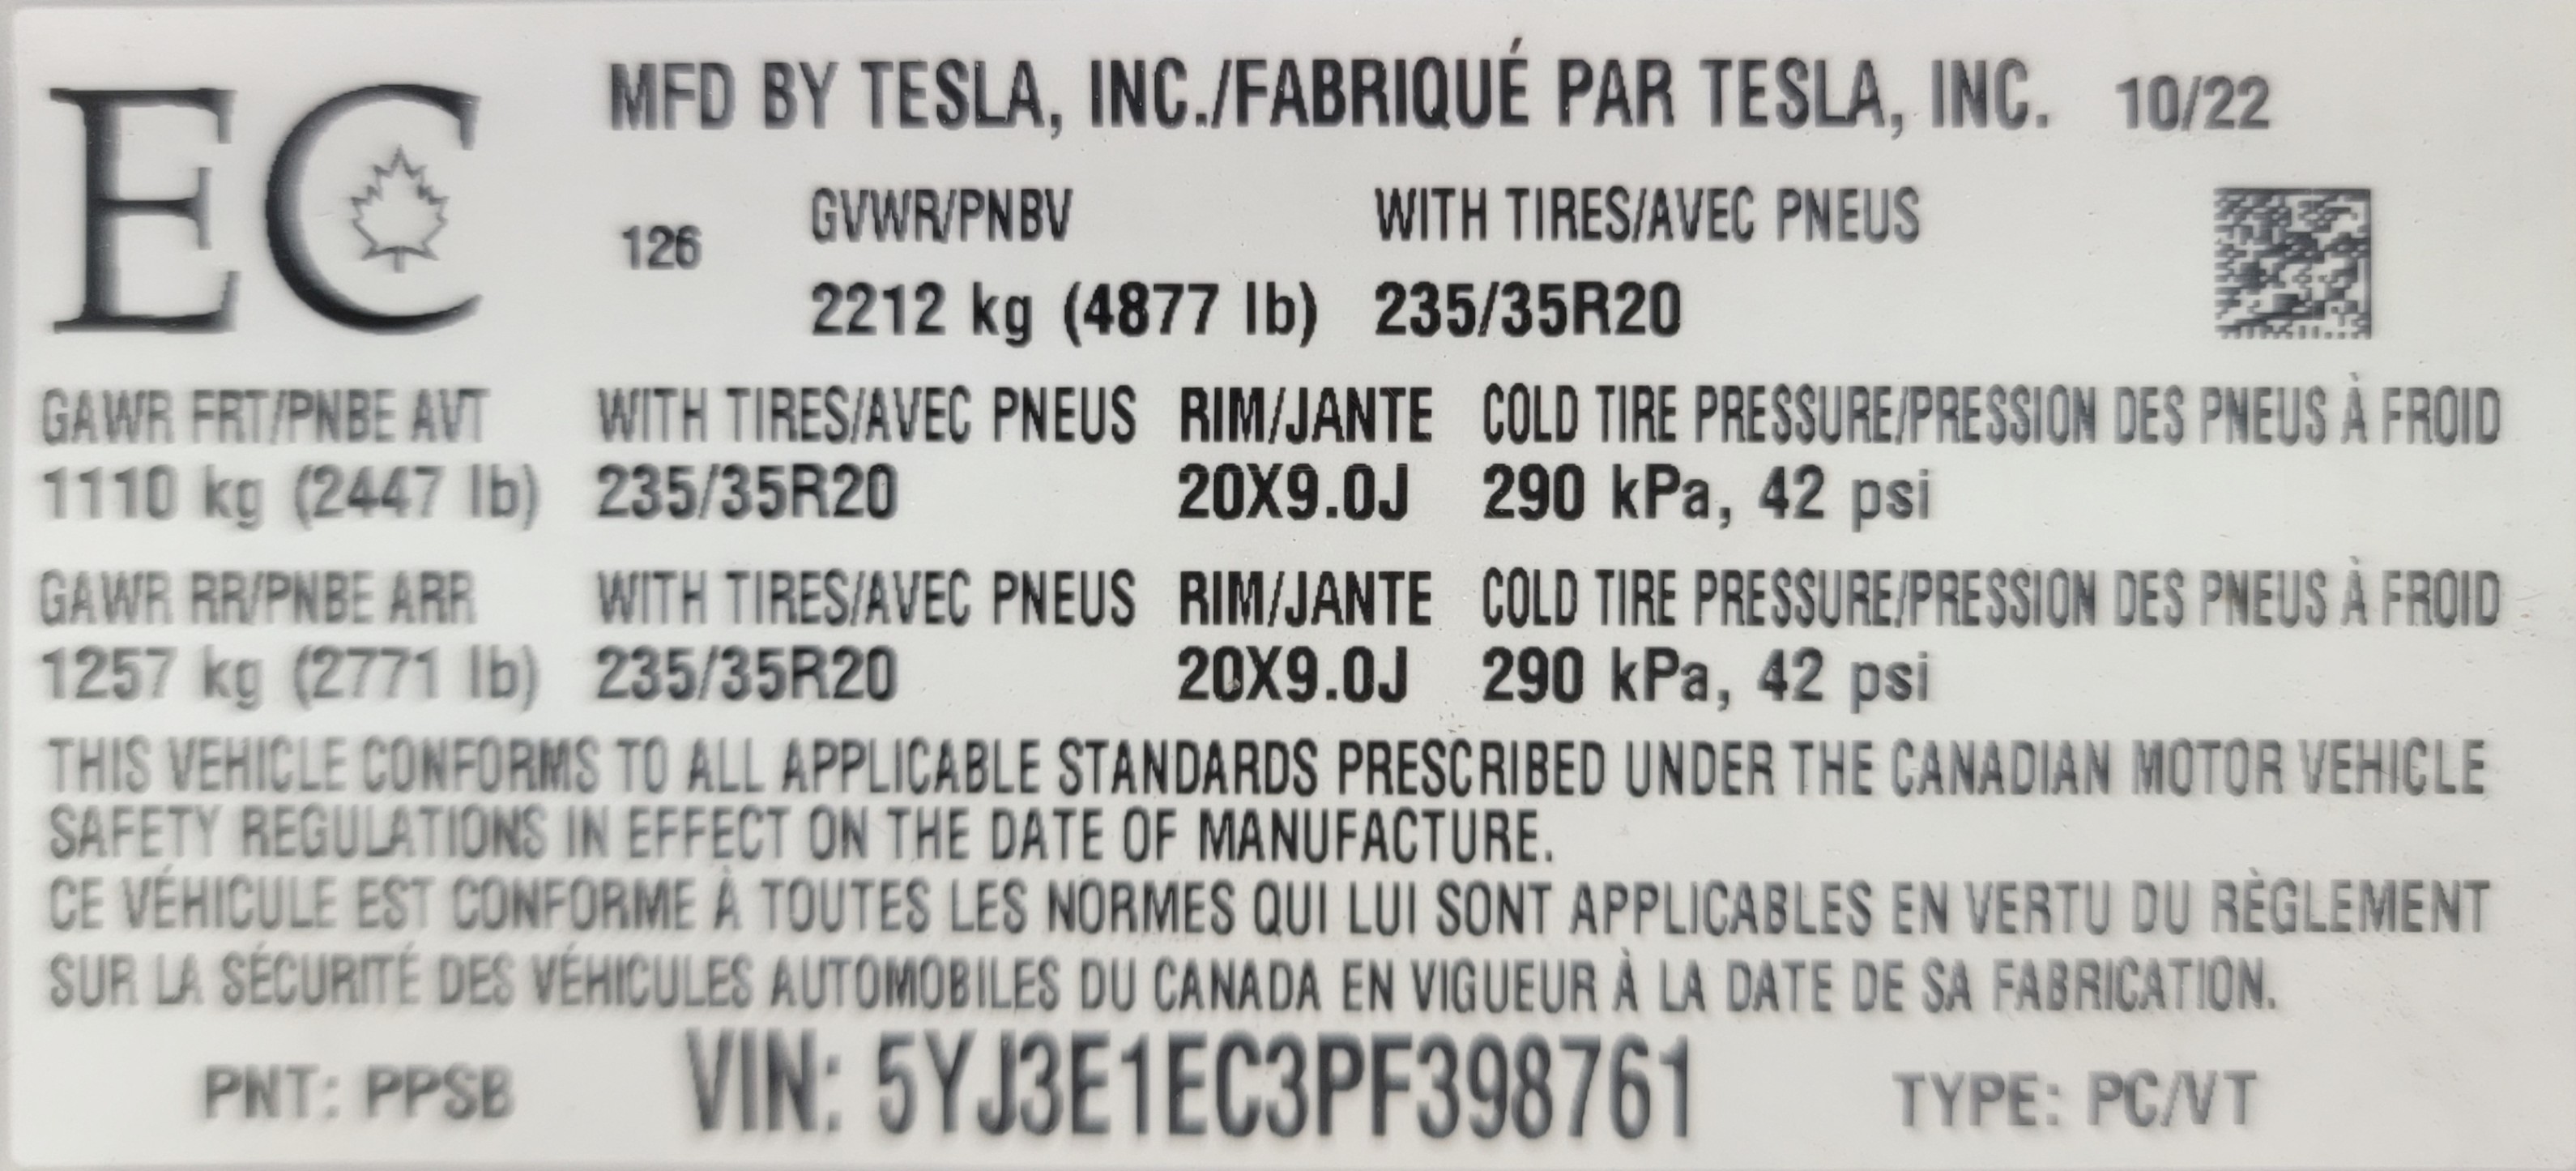 EC MFD BY TESLA, INC./FABRIQUÉ PAR TESLA, INC. 10/22
126 GVWR/PNBV WITH TIRES/AVEC PNEUS
2212 kg (4877 lb) 235/35R20
GAWR FRT/PNBE AVT WITH TIRES/AVEC PNEUS RIM/JANTE COLD TIRE PRESSURE/PRESSION DES PNEUS À FROID
1110 kg (2447 lb) 235/35R20 20X9.0J 290 kPa, 42 psi
GAWR RR/PNBE ARR WITH TIRES/AVEC PNEUS RIM/JANTE COLD TIRE PRESSURE/PRESSION DES PNEUS À FROID
1257 kg (2771 lb) 235/35R20 20X9.0J 290 kPa, 42 psi
THIS VEHICLE CONFORMS TO ALL APPLICABLE STANDARDS PRESCRIBED UNDER THE CANADIAN MOTOR VEHICLE
SAFETY REGULATIONS IN EFFECT ON THE DATE OF MANUFACTURE.
CE VÉHICULE EST CONFORME À TOUTES LES NORMES QUI LUI SONT APPLICABLES EN VERTU DU RÈGLEMENT
SUR LA SÉCURITÉ DES VÉHICULES AUTOMOBILES DU CANADA EN VIGUEUR À LA DATE DE SA FABRICATION.
PNT: PPSB VIN: 5YJ3E1EC3PF398761 TYPE: PC/VT